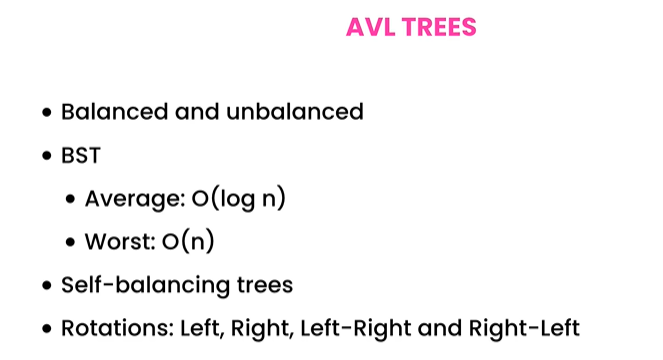 AVL TREES
• Balanced and unbalanced
• BST
• Average: O(log n)
• Worst: O(n)
• Self-balancing trees
• Rotations: Left, Right, Left-Right and Right-Left